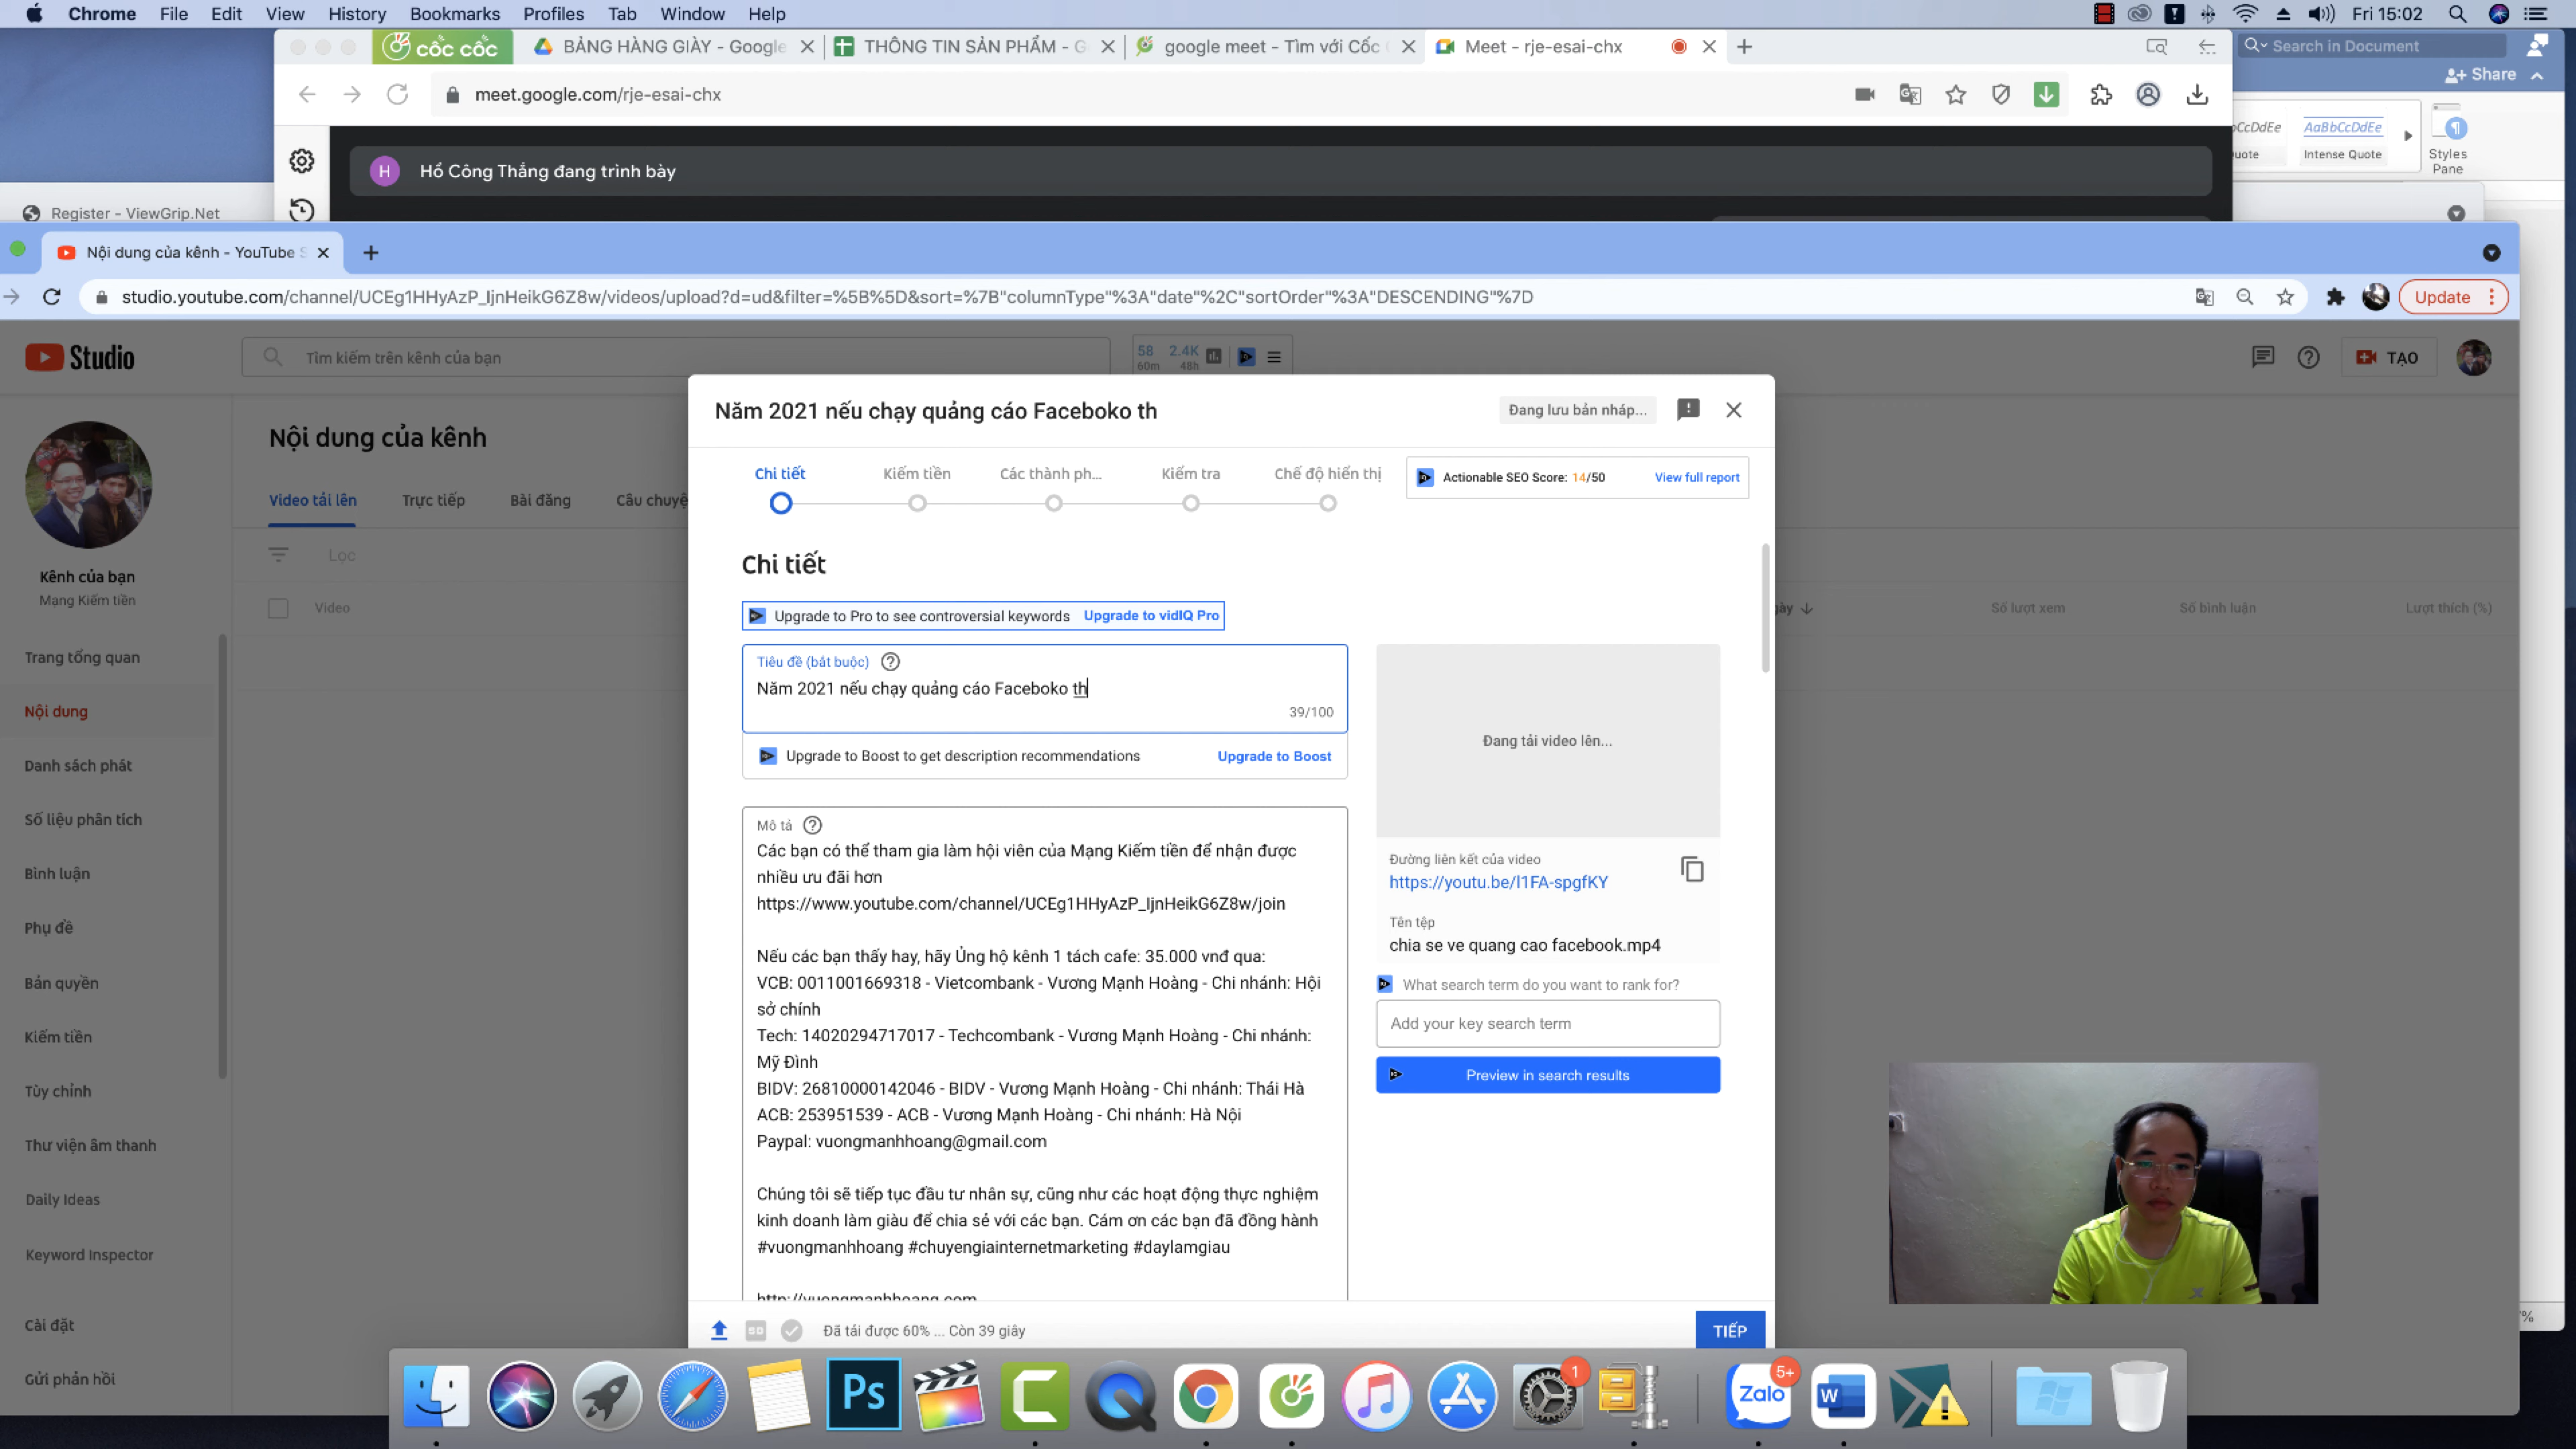 Chrome File Edit View History Bookmarks Profiles Tab Window Help Fri 15:02
cốc cốc BẢNG HÀNG GIÀY - Google THÔNG TIN SẢN PHẨM - G google meet - Tìm với Cốc Meet - rje-esai-chx
Search in Document
Share
meet.google.com/rje-esai-chx
CcDdEe AaBbCcDdEe
uote Intense Quote Styles
Pane
H Hồ Công Thắng đang trình bày
Register - ViewGrip.Net
Nội dung của kênh - YouTube S
studio.youtube.com/channel/UCEg1HHyAzP_IjnHeikG6Z8w/videos/upload?d=ud&filter=%5B%5D&sort=%7B"columnType"%3A"date"%2C"sortOrder"%3A"DESCENDING"%7D
Update
Studio
Tìm kiếm trên kênh của bạn
58 2.4K
60m 48h
TẠO
Năm 2021 nếu chạy quảng cáo Faceboko th
Đang lưu bản nháp...
Nội dung của kênh
Video tải lên Trực tiếp Bài đăng Câu chuyệ
Lọc
Video
ày Số lượt xem Số bình luận Lượt thích (%)
Kênh của bạn
Mạng Kiếm tiền
Trang tổng quan
Nội dung
Danh sách phát
Số liệu phân tích
Bình luận
Phụ đề
Bản quyền
Kiếm tiền
Tùy chỉnh
Thư viện âm thanh
Daily Ideas
Keyword Inspector
Cài đặt
Gửi phản hồi
Chi tiết Kiếm tiền Các thành ph... Kiểm tra Chế độ hiển thị
Actionable SEO Score: 14/50 View full report
Chi tiết
Upgrade to Pro to see controversial keywords Upgrade to vidIQ Pro
Tiêu đề (bắt buộc)
Năm 2021 nếu chạy quảng cáo Faceboko th
39/100
Upgrade to Boost to get description recommendations Upgrade to Boost
Mô tả
Các bạn có thể tham gia làm hội viên của Mạng Kiếm tiền để nhận được
nhiều ưu đãi hơn
https://www.youtube.com/channel/UCEg1HHyAzP_IjnHeikG6Z8w/join
Nếu các bạn thấy hay, hãy Ủng hộ kênh 1 tách cafe: 35.000 vnđ qua:
VCB: 0011001669318 - Vietcombank - Vương Mạnh Hoàng - Chi nhánh: Hội
sở chính
Tech: 14020294717017 - Techcombank - Vương Mạnh Hoàng - Chi nhánh:
Mỹ Đình
BIDV: 26810000142046 - BIDV - Vương Mạnh Hoàng - Chi nhánh: Thái Hà
ACB: 253951539 - ACB - Vương Mạnh Hoàng - Chi nhánh: Hà Nội
Paypal: vuongmanhhoang@gmail.com
Chúng tôi sẽ tiếp tục đầu tư nhân sự, cũng như các hoạt động thực nghiệm
kinh doanh làm giàu để chia sẻ với các bạn. Cám ơn các bạn đã đồng hành
#vuongmanhhoang #chuyengiainternetmarketing #daylamgiau
http://vuongmanhhoang.com
Đang tải video lên...
Đường liên kết của video
https://youtu.be/l1FA-spgfKY
Tên tệp
chia se ve quang cao facebook.mp4
What search term do you want to rank for?
Add your key search term
Preview in search results
SD Đã tải được 60% ... Còn 39 giây
TIẾP
%
Ps 1 Zalo 5+ W